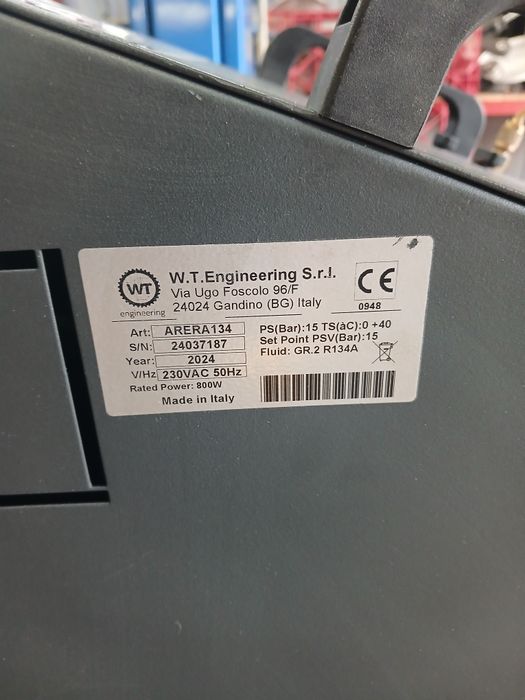 WT
engineering
W.T.Engineering S.r.l.
Via Ugo Foscolo 96/F
24024 Gandino (BG) Italy
CE
0948
Art: ARERA134
S/N: 24037187
Year: 2024
V/Hz 230VAC 50Hz
Rated Power: 800W
Made in Italy
PS(Bar):15 TS(àC):0 +40
Set Point PSV(Bar):15
Fluid: GR.2 R134A